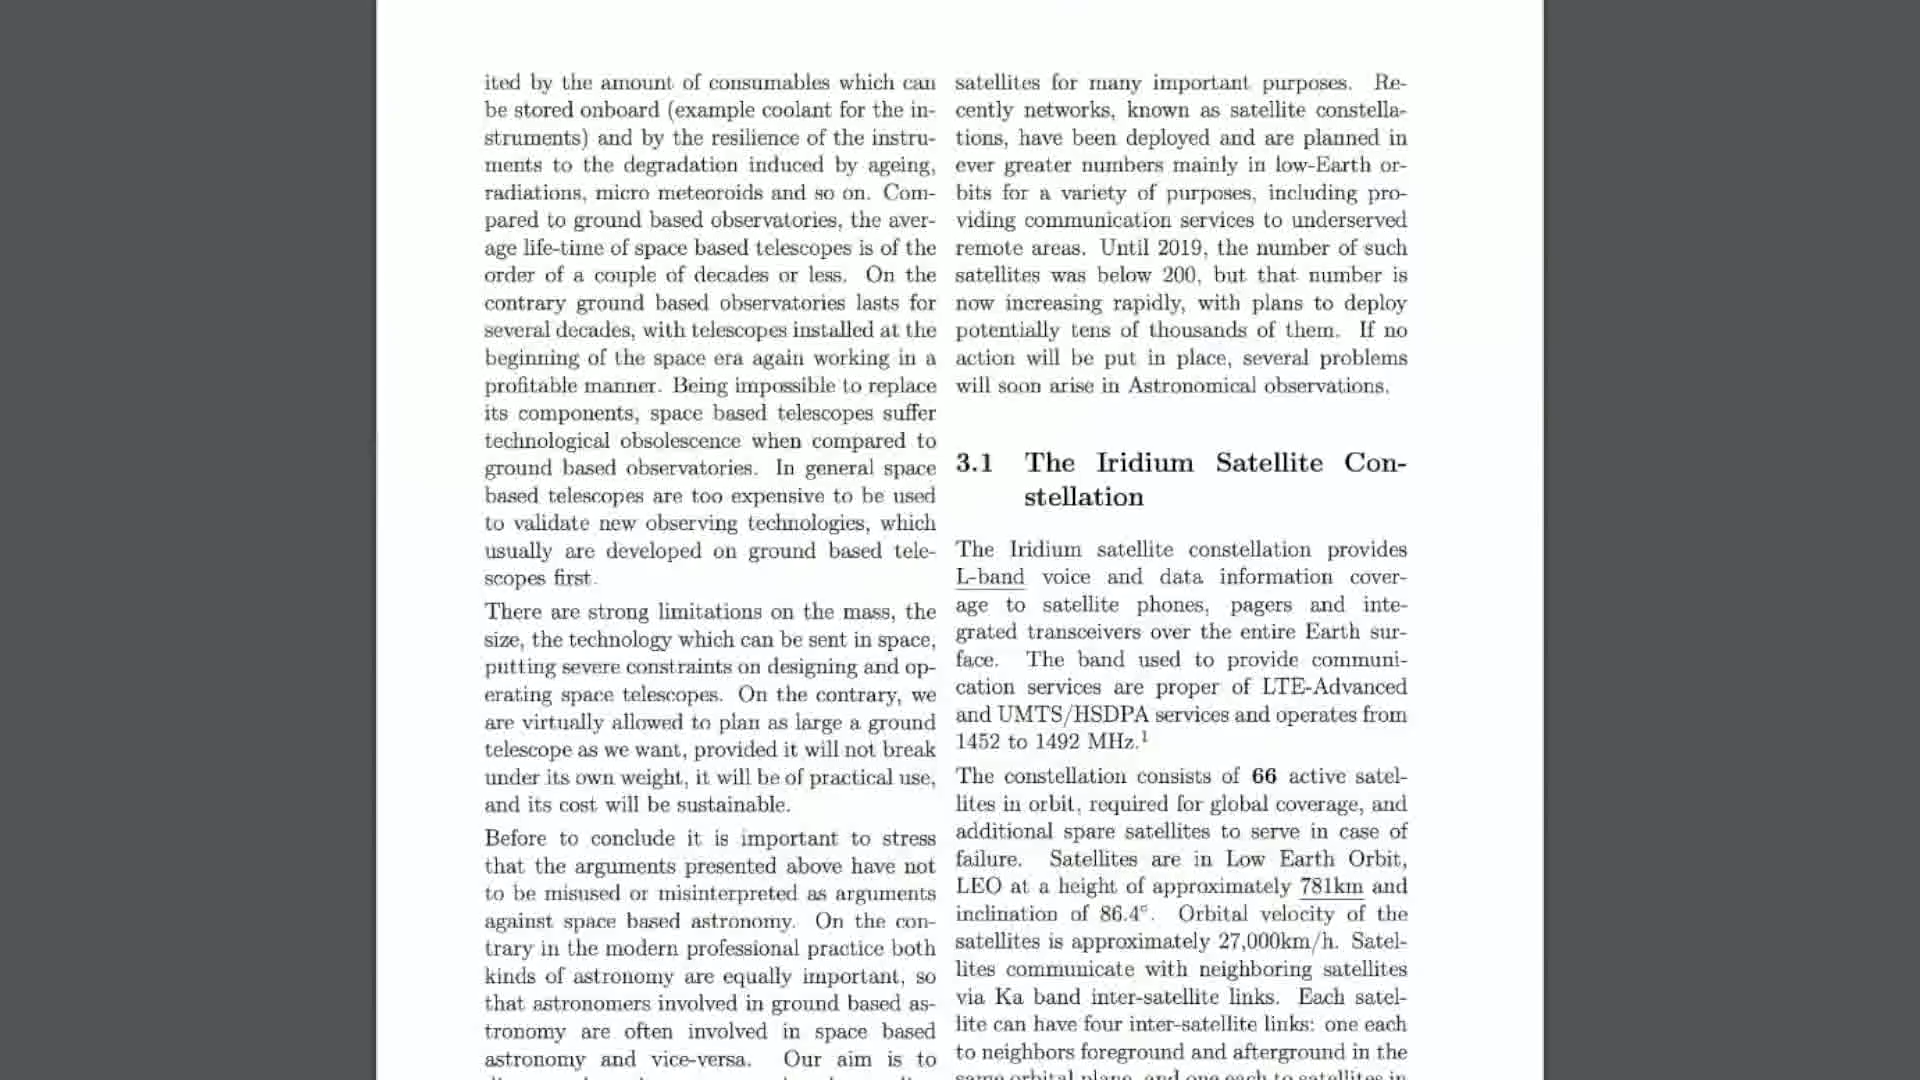 ited by the amount of consumables which can
be stored onboard (example coolant for the in-
struments) and by the resilience of the instru-
ments to the degradation induced by ageing,
radiations, micro meteoroids and so on. Com-
pared to ground based observatories, the aver-
age life-time of space based telescopes is of the
order of a couple of decades or less. On the
contrary ground based observatories lasts for
several decades, with telescopes installed at the
beginning of the space era again working in a
profitable manner. Being impossible to replace
its components, space based telescopes suffer
technological obsolescence when compared to
ground based observatories. In general space
based telescopes are too expensive to be used
to validate new observing technologies, which
usually are developed on ground based tele-
scopes first.
There are strong limitations on the mass, the
size, the technology which can be sent in space,
putting severe constraints on designing and op-
erating space telescopes. On the contrary, we
are virtually allowed to plan as large a ground
telescope as we want, provided it will not break
under its own weight, it will be of practical use,
and its cost will be sustainable.
Before to conclude it is important to stress
that the arguments presented above have not
to be misused or misinterpreted as arguments
against space based astronomy. On the con-
trary in the modern professional practice both
kinds of astronomy are equally important, so
that astronomers involved in ground based as-
tronomy are often involved in space based
astronomy and vice-versa. Our aim is to
satellites for many important purposes. Re-
cently networks, known as satellite constella-
tions, have been deployed and are planned in
ever greater numbers mainly in low-Earth or-
bits for a variety of purposes, including pro-
viding communication services to underserved
remote areas. Until 2019, the number of such
satellites was below 200, but that number is
now increasing rapidly, with plans to deploy
potentially tens of thousands of them. If no
action will be put in place, several problems
will soon arise in Astronomical observations.
3.1 The Iridium Satellite Con-
stellation
The Iridium satellite constellation provides
L-band voice and data information cover-
age to satellite phones, pagers and inte-
grated transceivers over the entire Earth sur-
face. The band used to provide communi-
cation services are proper of LTE-Advanced
and UMTS/HSDPA services and operates from
1452 to 1492 MHz.¹
The constellation consists of 66 active satel-
lites in orbit, required for global coverage, and
additional spare satellites to serve in case of
failure. Satellites are in Low Earth Orbit,
LEO at a height of approximately 781km and
inclination of 86.4°. Orbital velocity of the
satellites is approximately 27,000km/h. Satel-
lites communicate with neighboring satellites
via Ka band inter-satellite links. Each satel-
lite can have four inter-satellite links: one each
to neighbors foreground and afterground in the
same orbital plane, and one each to satellites in